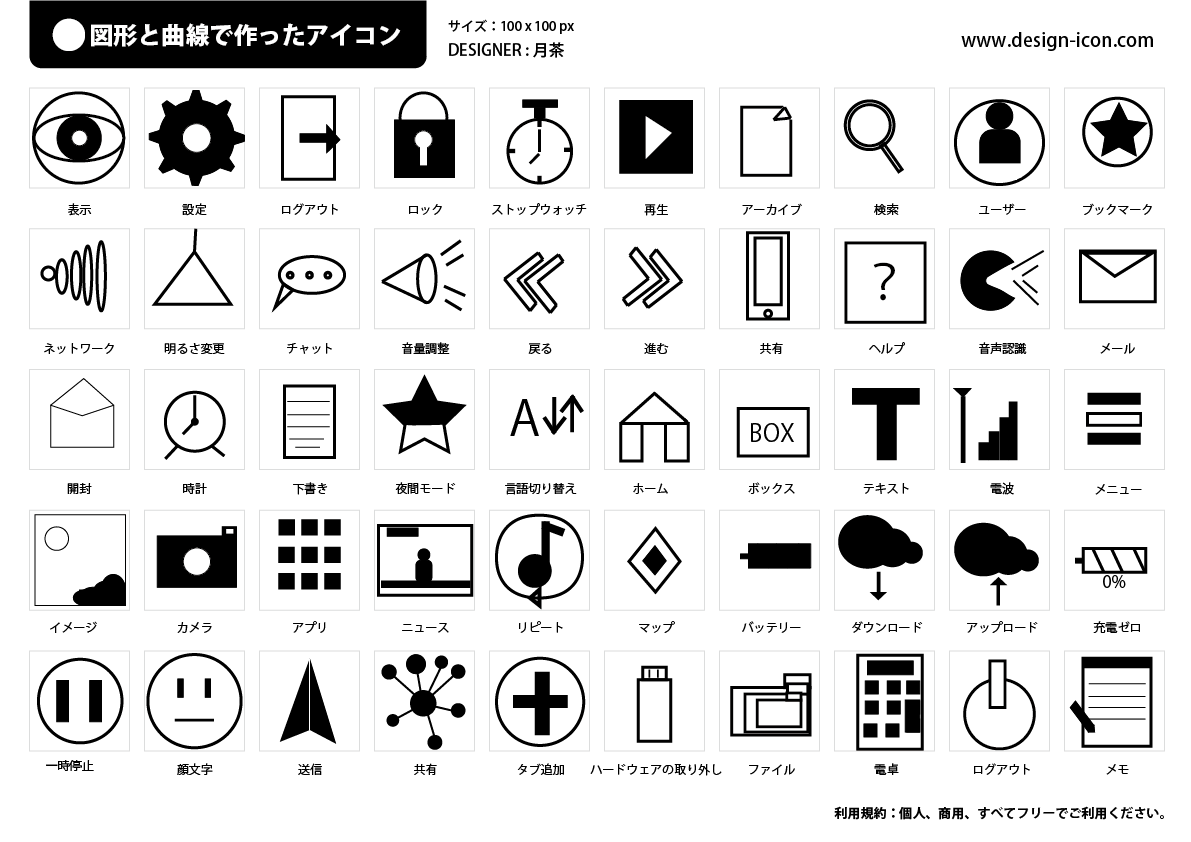 図形と曲線で作ったアイコン
サイズ：100 x 100 px
DESIGNER : 月茶
www.design-icon.com
表示 設定 ログアウト ロック ストップウォッチ 再生 アーカイブ 検索 ユーザー ブックマーク
?
ネットワーク 明るさ変更 チャット 音量調整 戻る 進む 共有 ヘルプ 音声認識 メール
A BOX T
開封 時計 下書き 夜間モード 言語切り替え ホーム ボックス テキスト 電波 メニュー
0%
イメージ カメラ アプリ ニュース リピート マップ バッテリー ダウンロード アップロード 充電ゼロ
一時停止 顔文字 送信 共有 タブ追加 ハードウェアの取り外し ファイル 電卓 ログアウト メモ
利用規約：個人、商用、すべてフリーでご利用ください。